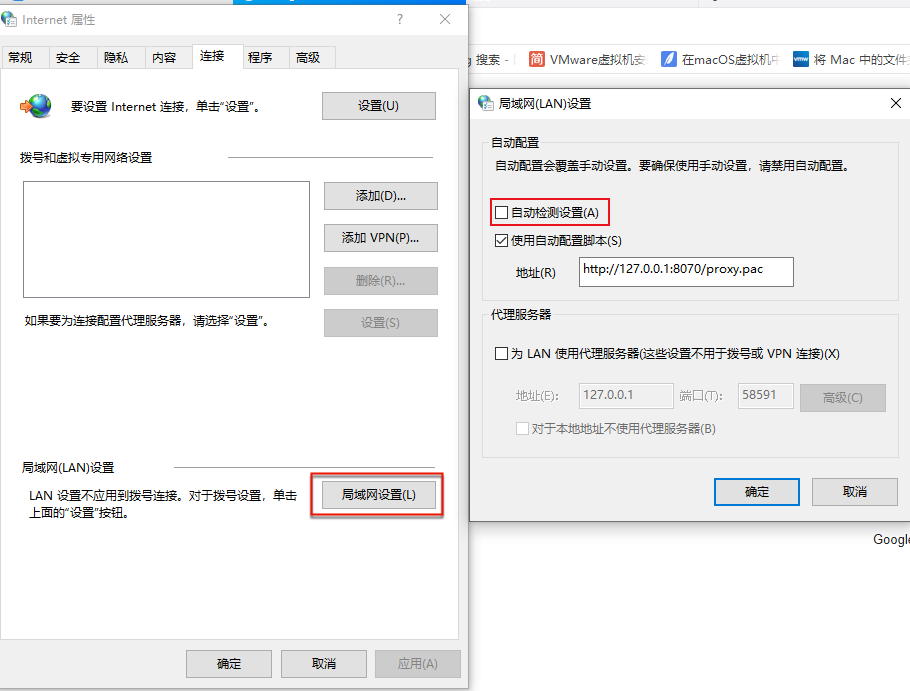 Internet 属性
常规
安全
隐私
内容
连接
程序
高级
要设置 Internet 连接，单击“设置”。
设置(U)
拨号和虚拟专用网络设置
添加(D)...
添加 VPN(P)...
删除(R)...
设置(S)
如果要为连接配置代理服务器，请选择“设置”。
局域网(LAN)设置
LAN 设置不应用到拨号连接。对于拨号设置，单击
上面的“设置”按钮。
局域网设置(L)
确定
取消
应用(A)
搜索 -
简
VMware虚拟机安
在macOS虚拟机中
vmw
将 Mac 中的文件
局域网(LAN)设置
自动配置
自动配置会覆盖手动设置。要确保使用手动设置，请禁用自动配置。
自动检测设置(A)
使用自动配置脚本(S)
地址(R)
http://127.0.0.1:8070/proxy.pac
代理服务器
为 LAN 使用代理服务器(这些设置不用于拨号或 VPN 连接)(X)
地址(E):
127.0.0.1
端口(T):
58591
高级(C)
对于本地地址不使用代理服务器(B)
确定
取消
Google